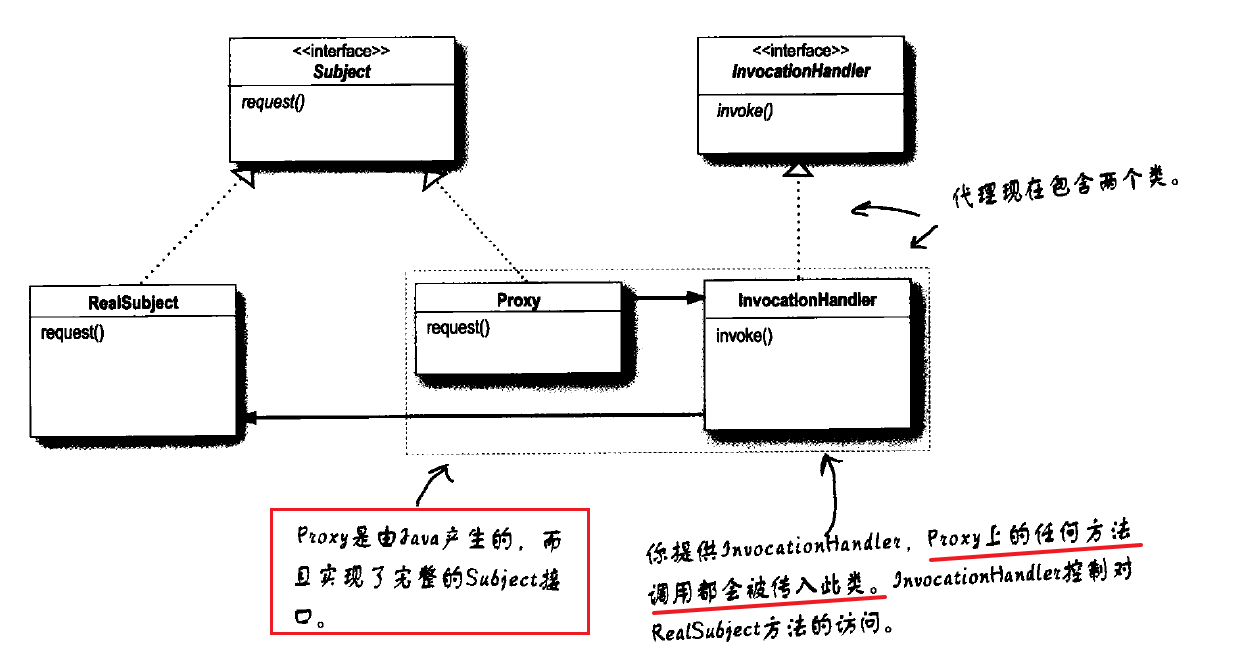 <<interface>>
Subject
request()
<<interface>>
InvocationHandler
invoke()
代理现在包含两个类。
RealSubject
request()
Proxy
request()
InvocationHandler
invoke()
Proxy是由Java产生的，而
且实现了完整的Subject接
口。
你提供InvocationHandler，Proxy上的任何方法
调用都会被传入此类。InvocationHandler控制对
RealSubject方法的访问。